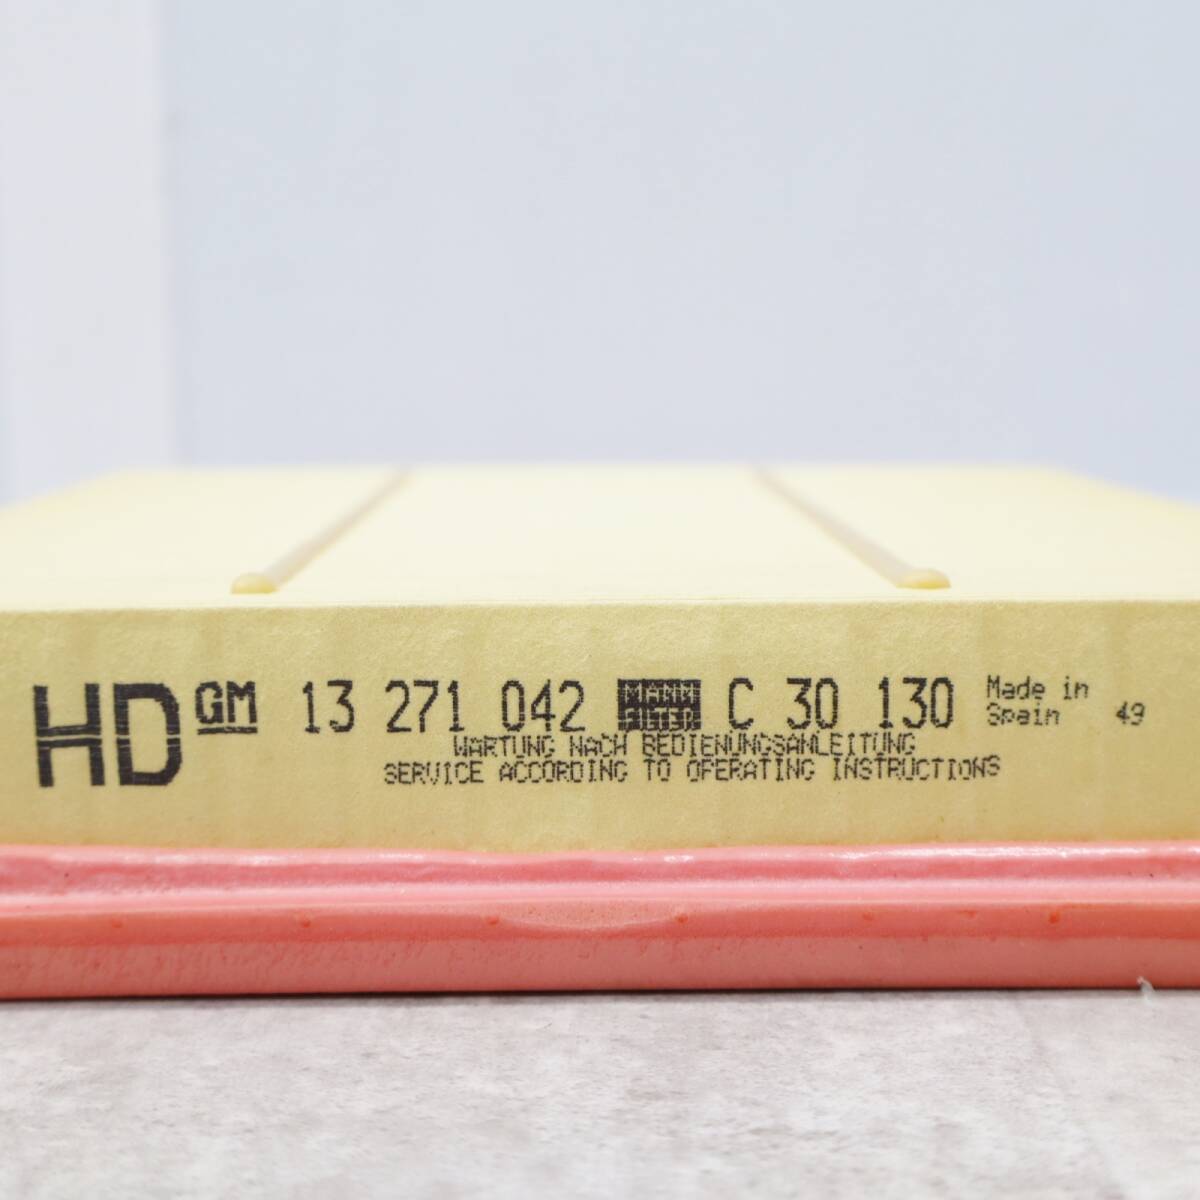 HD GM 13 271 042 MANN FILTER C 30 130 Made in Spain 49
WARTUNG NACH BEDIENUNGSANLEITUNG
SERVICE ACCORDING TO OPERATING INSTRUCTIONS